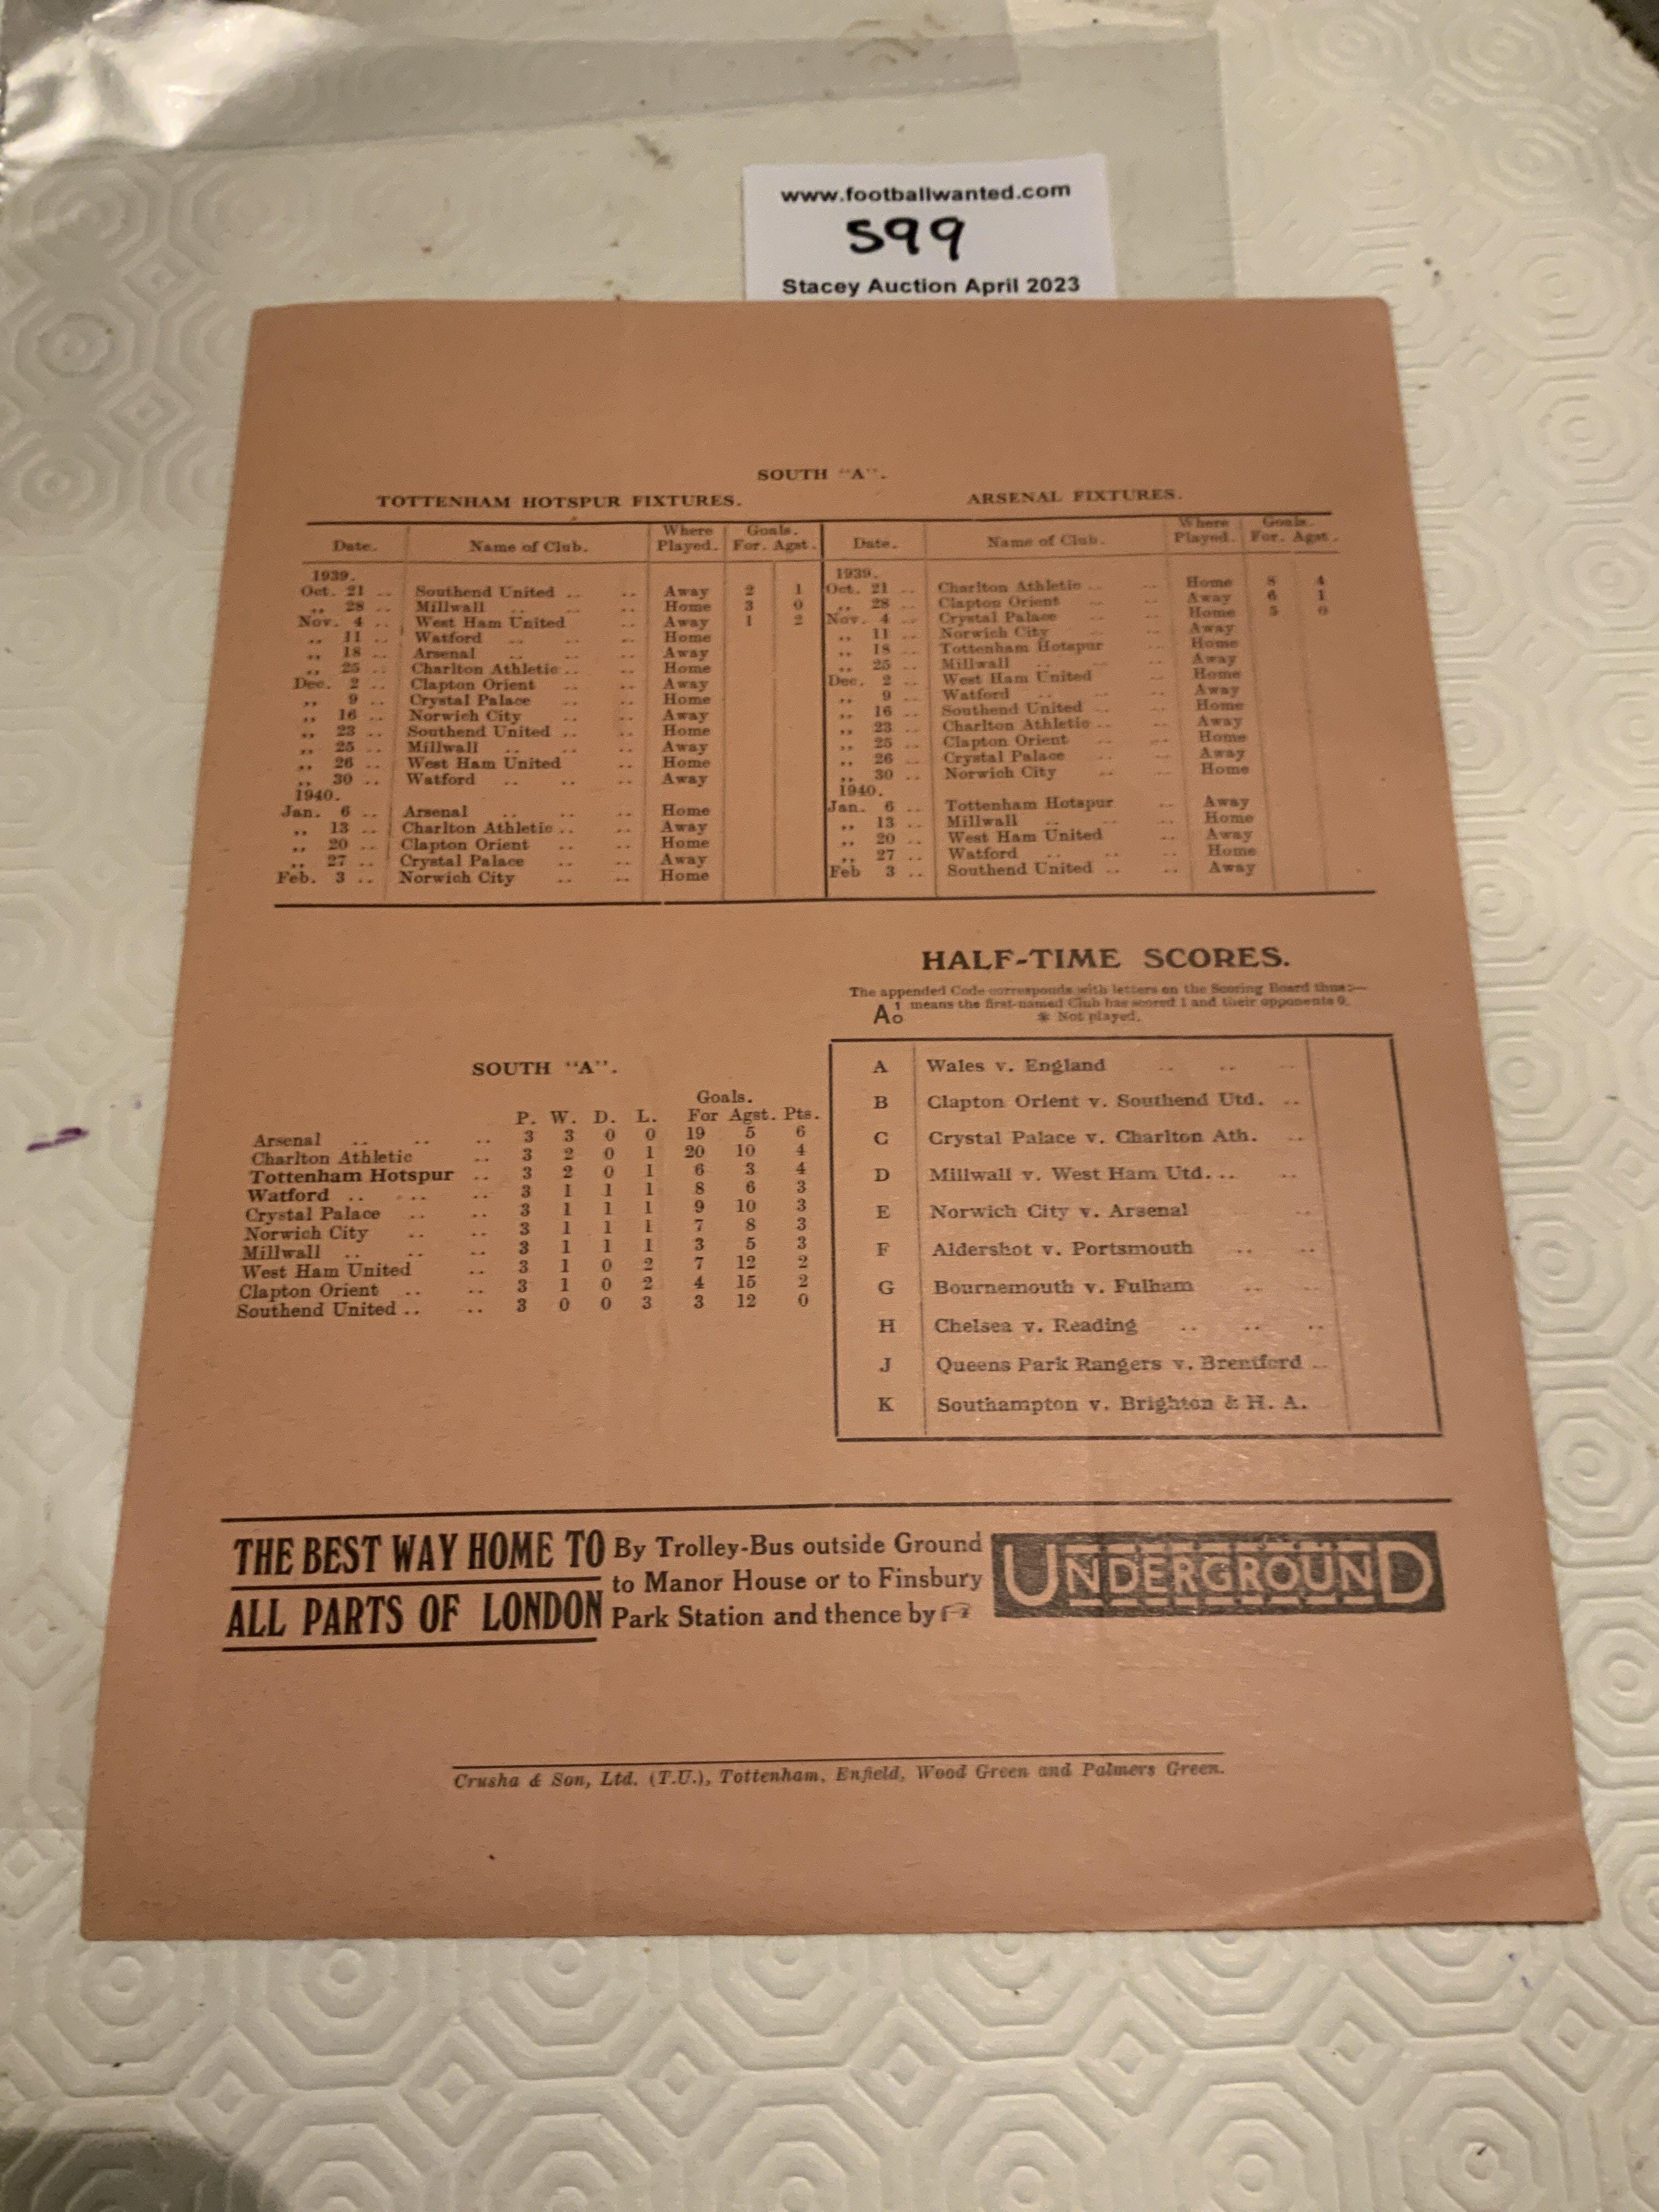 www.footballwanted.com
S99
Stacey Auction April 2023
SOUTH "A".
TOTTENHAM HOTSPUR FIXTURES.
Date. Name of Club. Where Played. Goals. For. Agst.
1939.
Oct. 21 .. Southend United .. .. Away 2 1
,, 28 .. Millwall .. .. .. Home 3 0
Nov. 4 .. West Ham United .. Away 1 2
,, 11 .. Watford .. .. .. Home
,, 18 .. Arsenal .. .. .. Away
,, 25 .. Charlton Athletic .. .. Home
Dec. 2 .. Clapton Orient .. .. Away
,, 9 .. Crystal Palace .. .. Home
,, 16 .. Norwich City .. .. Away
,, 23 .. Southend United .. .. Home
,, 25 .. Millwall .. .. .. Away
,, 26 .. West Ham United .. Home
,, 30 .. Watford .. .. .. Away
1940.
Jan. 6 .. Arsenal .. .. .. Home
,, 13 .. Charlton Athletic .. .. Away
,, 20 .. Clapton Orient .. .. Home
,, 27 .. Crystal Palace .. .. Away
Feb. 3 .. Norwich City .. .. Home
ARSENAL FIXTURES.
Date. Name of Club. Where Played. Goals. For. Agst.
1939.
Oct. 21 .. Charlton Athletic .. .. Home 8 4
,, 28 .. Clapton Orient .. .. Away 6 1
Nov. 4 .. Crystal Palace .. .. Home 5 0
,, 11 .. Norwich City .. .. Away
,, 18 .. Tottenham Hotspur .. Home
,, 25 .. Millwall .. .. .. Away
Dec. 2 .. West Ham United .. Home
,, 9 .. Watford .. .. .. Away
,, 16 .. Southend United .. .. Home
,, 23 .. Charlton Athletic .. .. Away
,, 25 .. Clapton Orient .. .. Home
,, 26 .. Crystal Palace .. .. Away
,, 30 .. Norwich City .. .. Home
1940.
Jan. 6 .. Tottenham Hotspur .. Away
,, 13 .. Millwall .. .. .. Home
,, 20 .. West Ham United .. Away
,, 27 .. Watford .. .. .. Home
Feb 3 .. Southend United .. .. Away
SOUTH "A".
Goals.
P. W. D. L. For Agst. Pts.
Arsenal .. .. .. 3 3 0 0 19 5 6
Charlton Athletic .. 3 2 0 1 20 10 4
Tottenham Hotspur .. 3 2 0 1 6 3 4
Watford .. .. .. 3 1 1 1 8 6 3
Crystal Palace .. .. 3 1 1 1 9 10 3
Norwich City .. .. 3 1 1 1 7 8 3
Millwall .. .. .. 3 1 1 1 3 5 3
West Ham United .. 3 1 0 2 7 12 2
Clapton Orient .. .. 3 1 0 2 4 15 2
Southend United .. .. 3 0 0 3 3 12 0
HALF-TIME SCORES.
The appended Code corresponds with letters on the Scoring Board thus:—
A 1 0 means the first-named Club has scored 1 and their opponents 0.
* Not played.
A Wales v. England .. .. ..
B Clapton Orient v. Southend Utd. ..
C Crystal Palace v. Charlton Ath. ..
D Millwall v. West Ham Utd... ..
E Norwich City v. Arsenal ..
F Aldershot v. Portsmouth .. ..
G Bournemouth v. Fulham .. ..
H Chelsea v. Reading .. .. ..
J Queens Park Rangers v. Brentford ..
K Southampton v. Brighton & H. A.
THE BEST WAY HOME TO
ALL PARTS OF LONDON
By Trolley-Bus outside Ground
to Manor House or to Finsbury
Park Station and thence by
UNDERGROUND
Crusha & Son, Ltd. (T.U.), Tottenham, Enfield, Wood Green and Palmers Green.